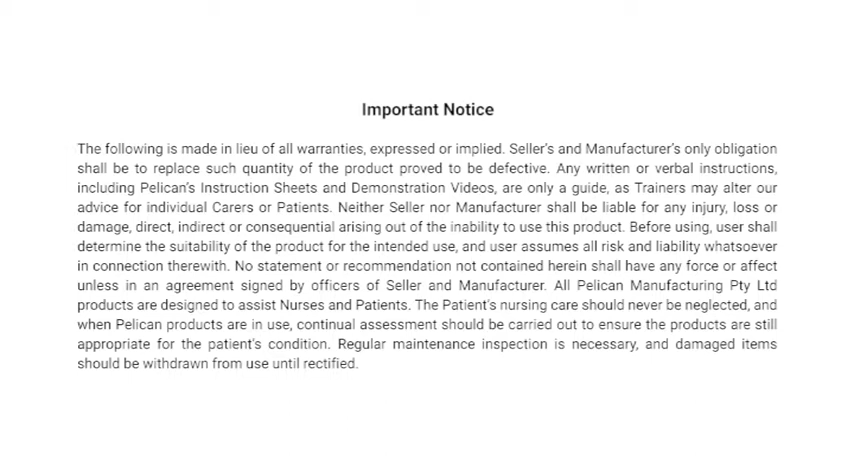 Important Notice
The following is made in lieu of all warranties, expressed or implied. Seller's and Manufacturer's only obligation
shall be to replace such quantity of the product proved to be defective. Any written or verbal instructions,
including Pelican's Instruction Sheets and Demonstration Videos, are only a guide, as Trainers may alter our
advice for individual Carers or Patients. Neither Seller nor Manufacturer shall be liable for any injury, loss or
damage, direct, indirect or consequential arising out of the inability to use this product. Before using, user shall
determine the suitability of the product for the intended use, and user assumes all risk and liability whatsoever
in connection therewith. No statement or recommendation not contained herein shall have any force or affect
unless in an agreement signed by officers of Seller and Manufacturer. All Pelican Manufacturing Pty Ltd
products are designed to assist Nurses and Patients. The Patient's nursing care should never be neglected, and
when Pelican products are in use, continual assessment should be carried out to ensure the products are still
appropriate for the patient's condition. Regular maintenance inspection is necessary, and damaged items
should be withdrawn from use until rectified.